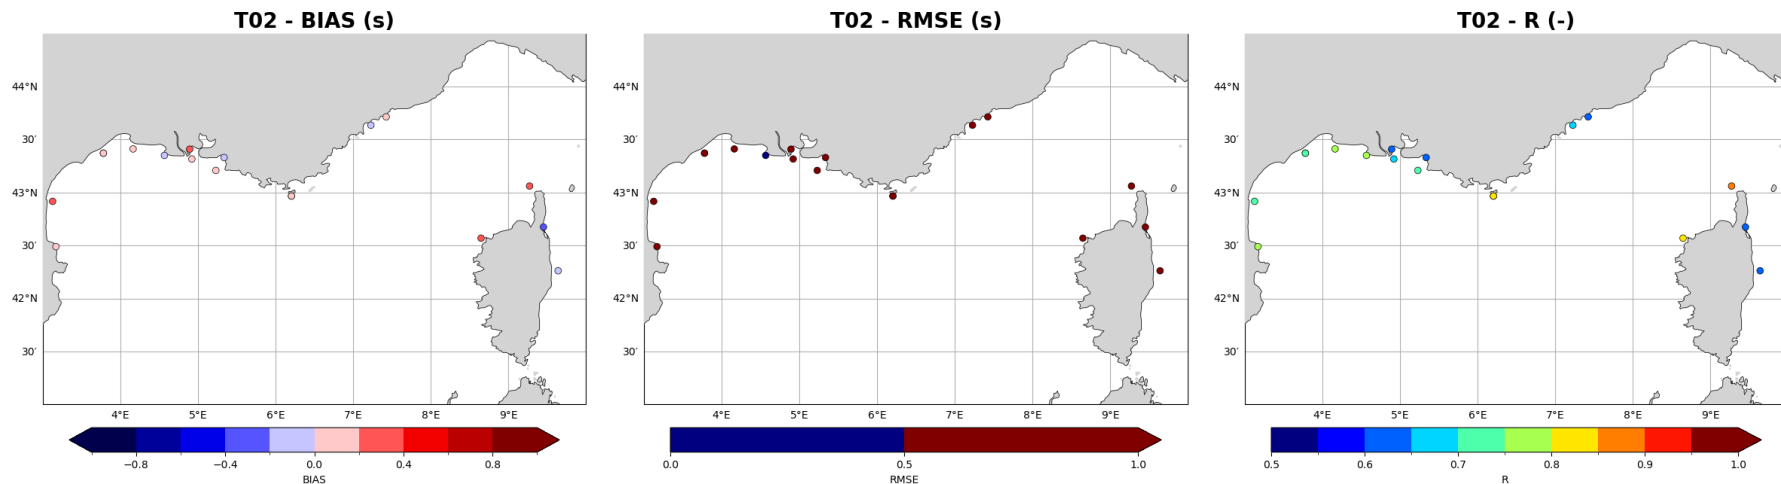 T02 - BIAS (s)
T02 - RMSE (s)
T02 - R (-)
44°N
30′
43°N
30′
42°N
30′
4°E 5°E 6°E 7°E 8°E 9°E
−0.8 −0.4 0.0 0.4 0.8
BIAS
44°N
30′
43°N
30′
42°N
30′
4°E 5°E 6°E 7°E 8°E 9°E
0.0 0.5 1.0
RMSE
44°N
30′
43°N
30′
42°N
30′
4°E 5°E 6°E 7°E 8°E 9°E
0.5 0.6 0.7 0.8 0.9 1.0
R